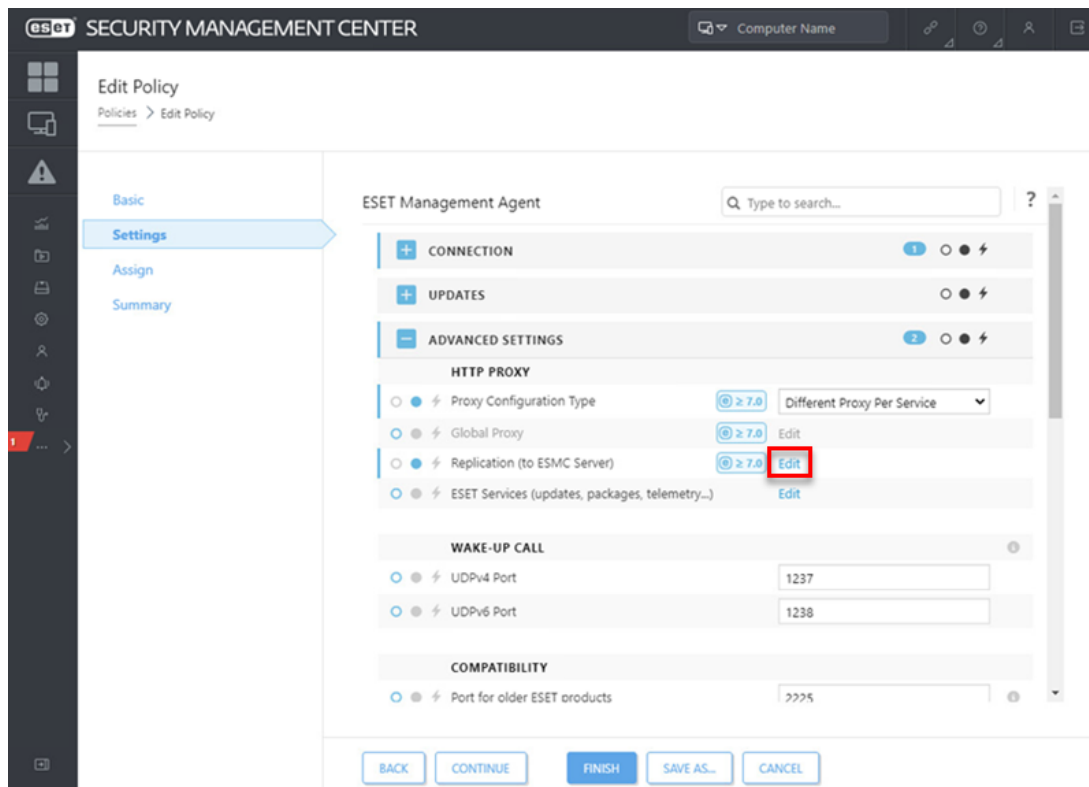 eset SECURITY MANAGEMENT CENTER Computer Name
Edit Policy
Policies > Edit Policy
Basic
Settings
Assign
Summary
ESET Management Agent Type to search... ?
CONNECTION 1
UPDATES
ADVANCED SETTINGS 2
HTTP PROXY
Proxy Configuration Type ≥ 7.0 Different Proxy Per Service
Global Proxy ≥ 7.0 Edit
Replication (to ESMC Server) ≥ 7.0 Edit
ESET Services (updates, packages, telemetry...) Edit
WAKE-UP CALL
UDPv4 Port 1237
UDPv6 Port 1238
COMPATIBILITY
Port for older ESET products 2225
1 ...
BACK CONTINUE FINISH SAVE AS... CANCEL